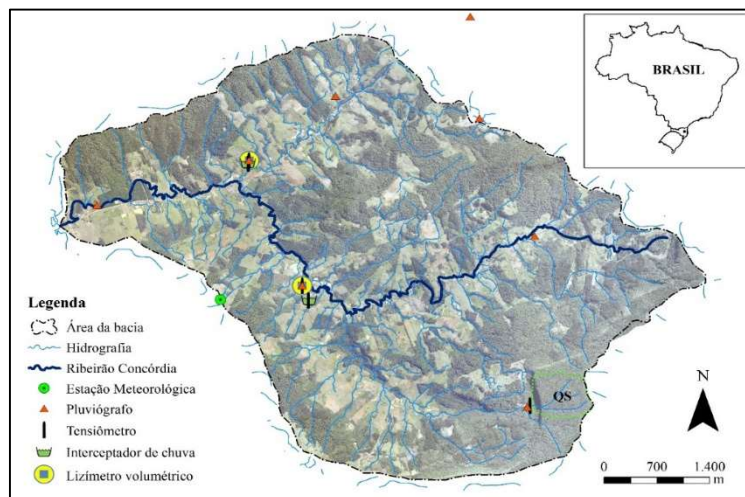 BRASIL
Legenda
Área da bacia
Hidrografia
Ribeirão Concórdia
Estação Meteorológica
Pluviógrafo
Tensiômetro
Interceptador de chuva
Lizímetro volumétrico
QS
N
0 700 1.400
m